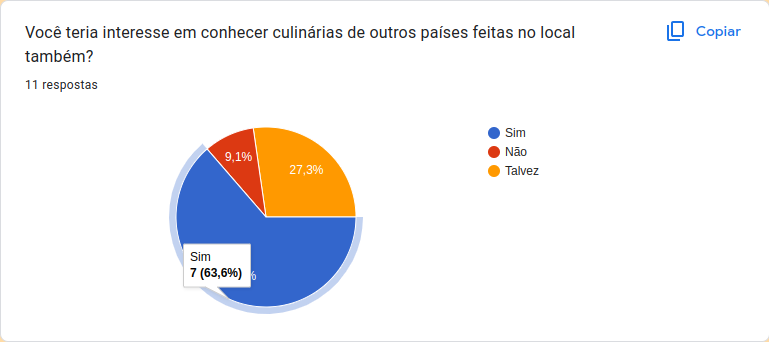 Você teria interesse em conhecer culinárias de outros países feitas no local
também?
Copiar
11 respostas
Sim
Não
Talvez
9,1%
27,3%
Sim
7 (63,6%)
%